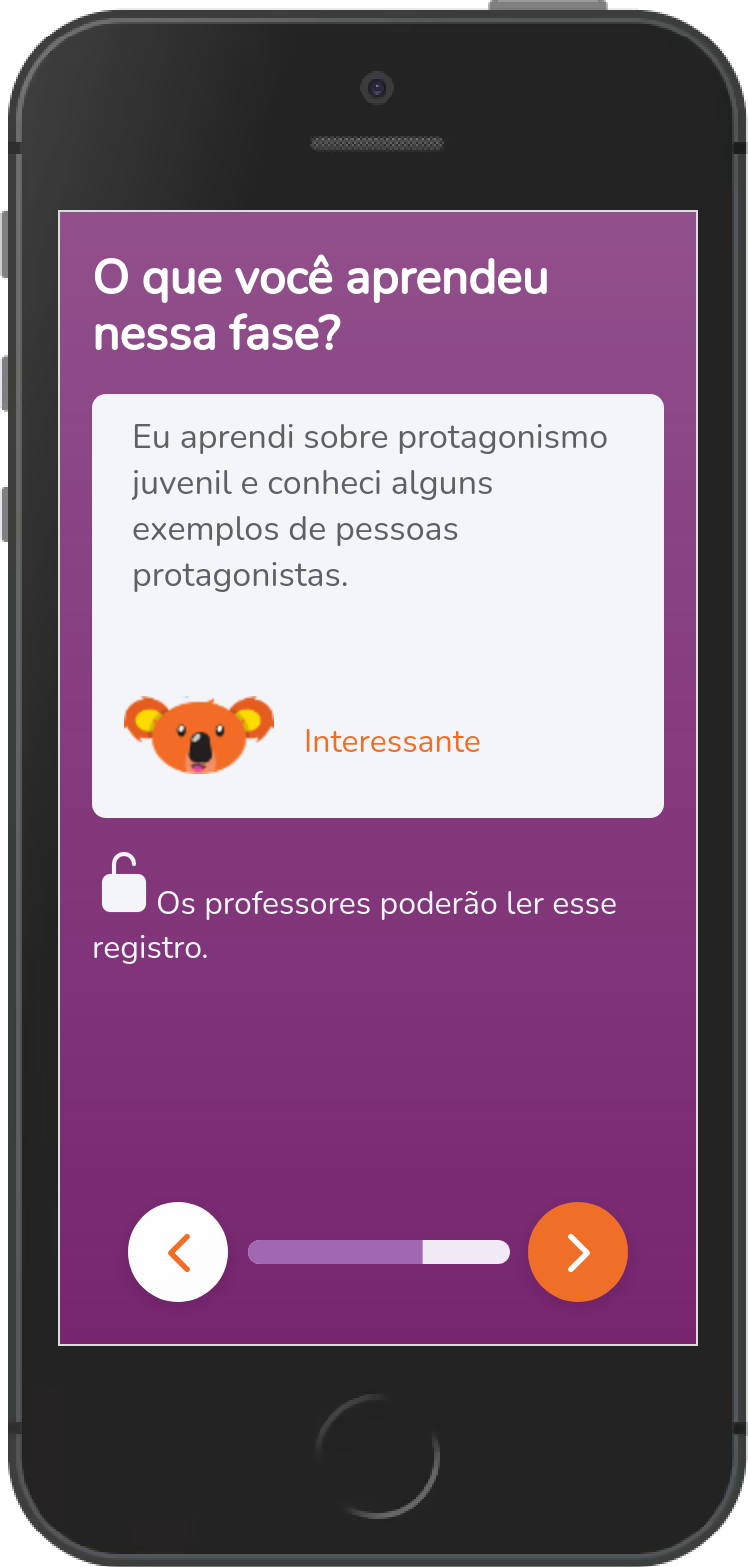 O que você aprendeu
nessa fase?
Eu aprendi sobre protagonismo
juvenil e conheci alguns
exemplos de pessoas
protagonistas.
Interessante
Os professores poderão ler esse
registro.